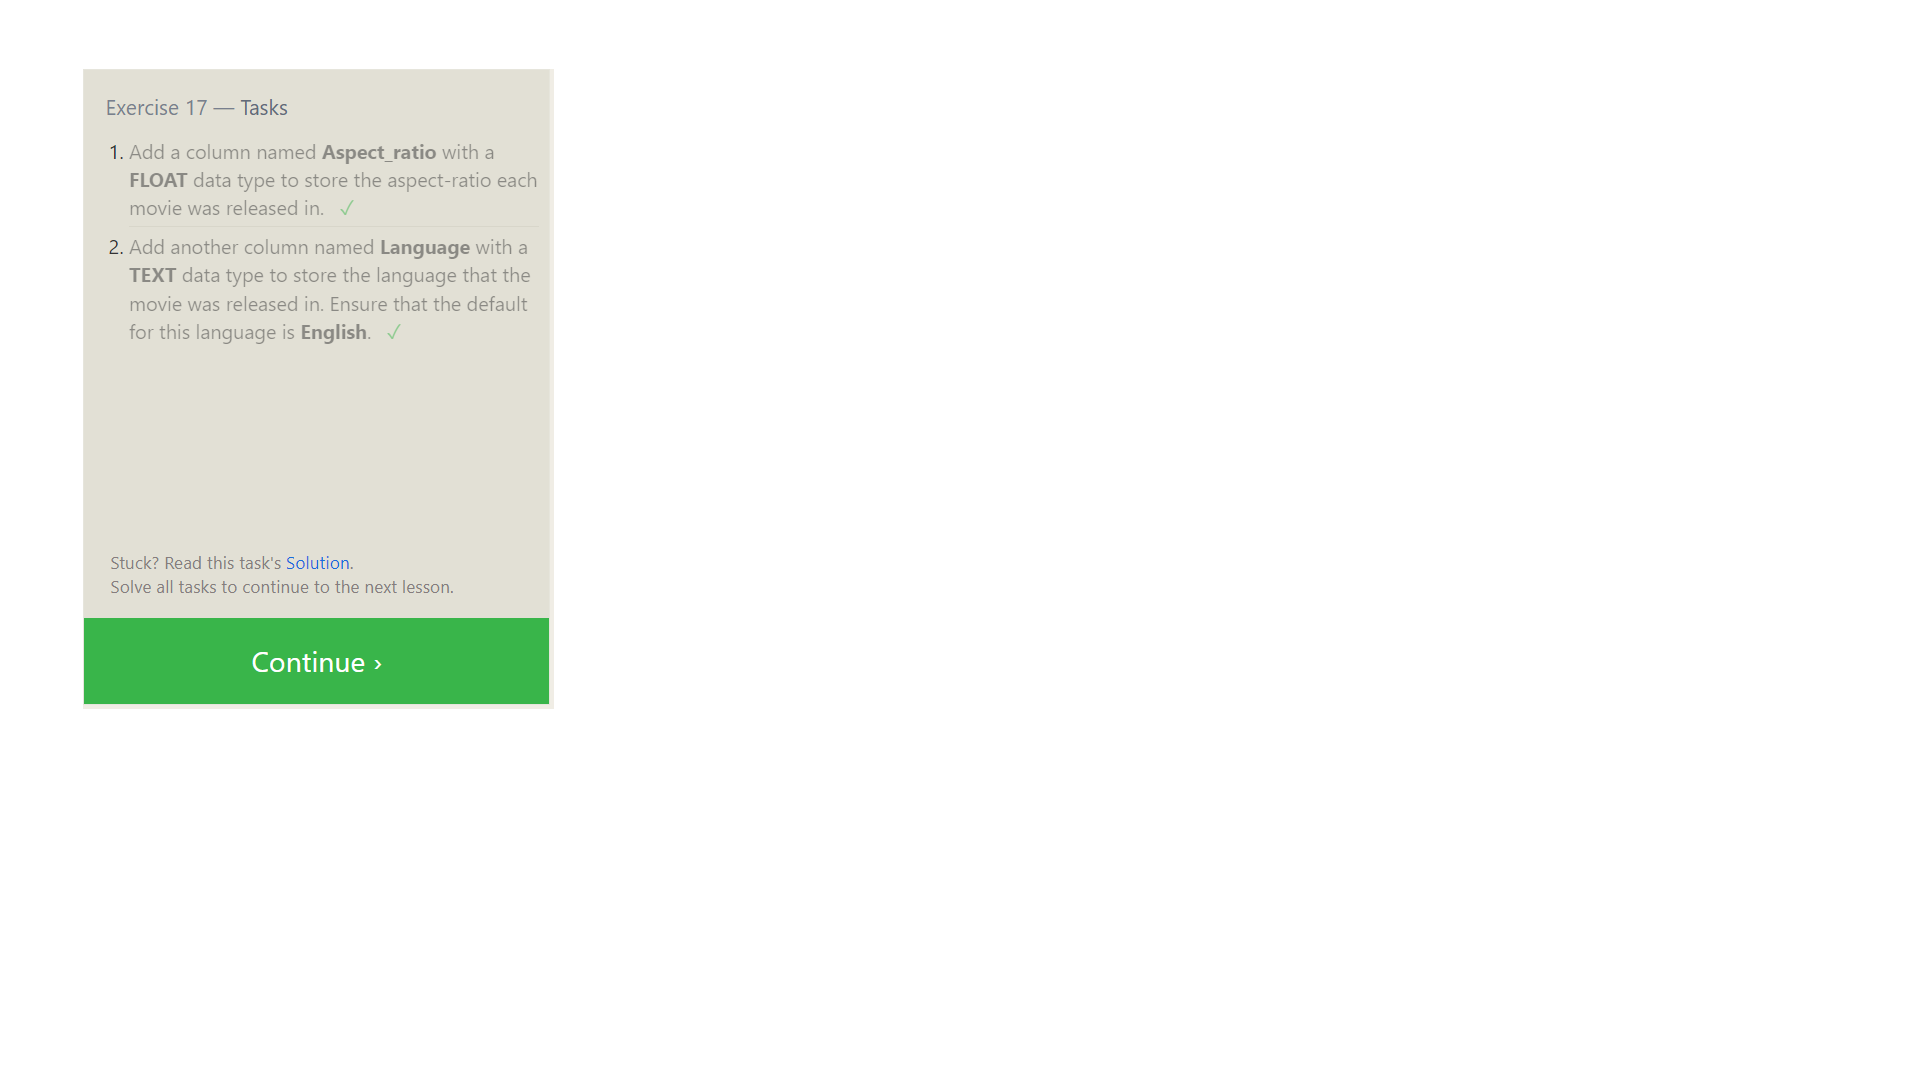 Exercise 17 — Tasks
1. Add a column named Aspect_ratio with a
FLOAT data type to store the aspect-ratio each
movie was released in. ✓
2. Add another column named Language with a
TEXT data type to store the language that the
movie was released in. Ensure that the default
for this language is English. ✓
Stuck? Read this task's Solution.
Solve all tasks to continue to the next lesson.
Continue ›